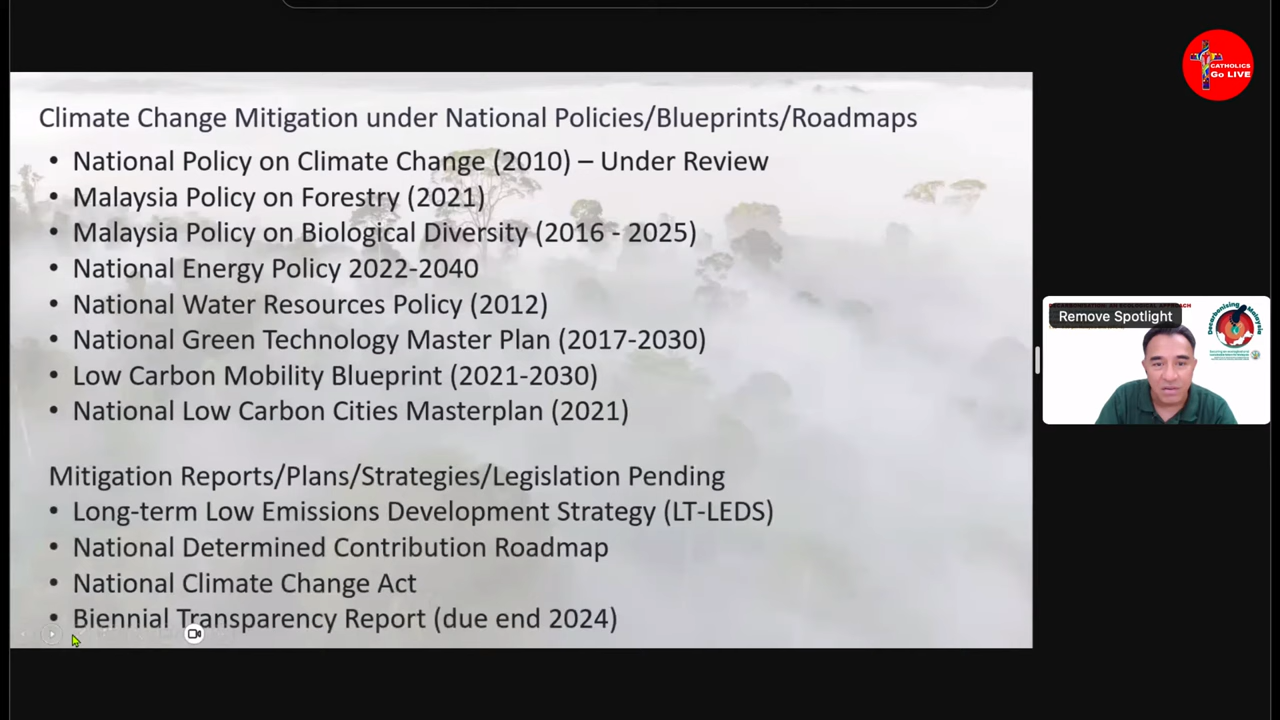 CATHOLICS
Go LIVE
Climate Change Mitigation under National Policies/Blueprints/Roadmaps
• National Policy on Climate Change (2010) – Under Review
• Malaysia Policy on Forestry (2021)
• Malaysia Policy on Biological Diversity (2016 - 2025)
• National Energy Policy 2022-2040
• National Water Resources Policy (2012)
• National Green Technology Master Plan (2017-2030)
• Low Carbon Mobility Blueprint (2021-2030)
• National Low Carbon Cities Masterplan (2021)
Mitigation Reports/Plans/Strategies/Legislation Pending
• Long-term Low Emissions Development Strategy (LT-LEDS)
• National Determined Contribution Roadmap
• National Climate Change Act
• Biennial Transparency Report (due end 2024)
Remove Spotlight
Decarbonising Malaysia